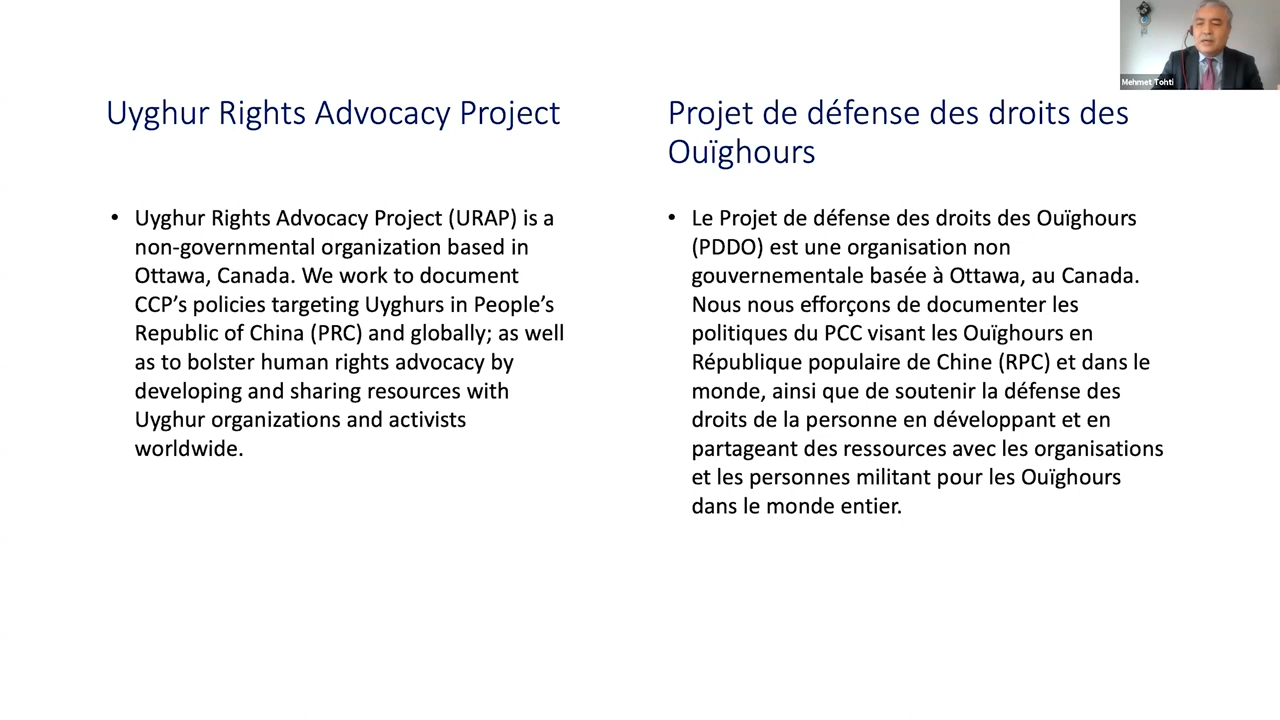 Mehmet Tohti
Uyghur Rights Advocacy Project
• Uyghur Rights Advocacy Project (URAP) is a
non-governmental organization based in
Ottawa, Canada. We work to document
CCP’s policies targeting Uyghurs in People’s
Republic of China (PRC) and globally; as well
as to bolster human rights advocacy by
developing and sharing resources with
Uyghur organizations and activists
worldwide.
Projet de défense des droits des
Ouïghours
• Le Projet de défense des droits des Ouïghours
(PDDO) est une organisation non
gouvernementale basée à Ottawa, au Canada.
Nous nous efforçons de documenter les
politiques du PCC visant les Ouïghours en
République populaire de Chine (RPC) et dans le
monde, ainsi que de soutenir la défense des
droits de la personne en développant et en
partageant des ressources avec les organisations
et les personnes militant pour les Ouïghours
dans le monde entier.